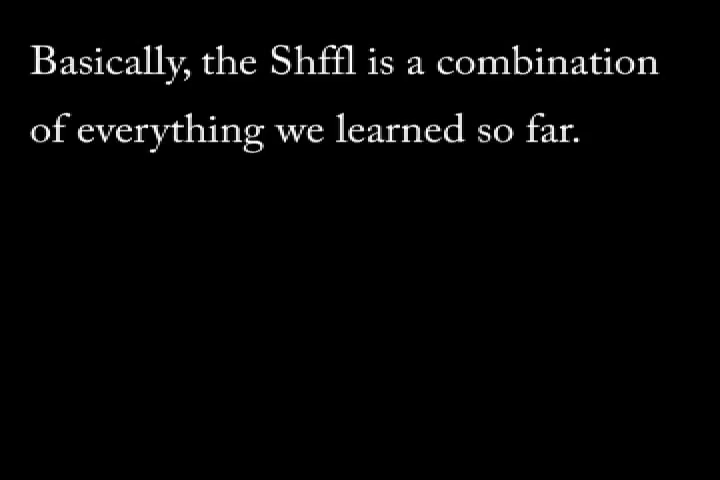 Basically, the Shffl is a combination
of everything we learned so far.